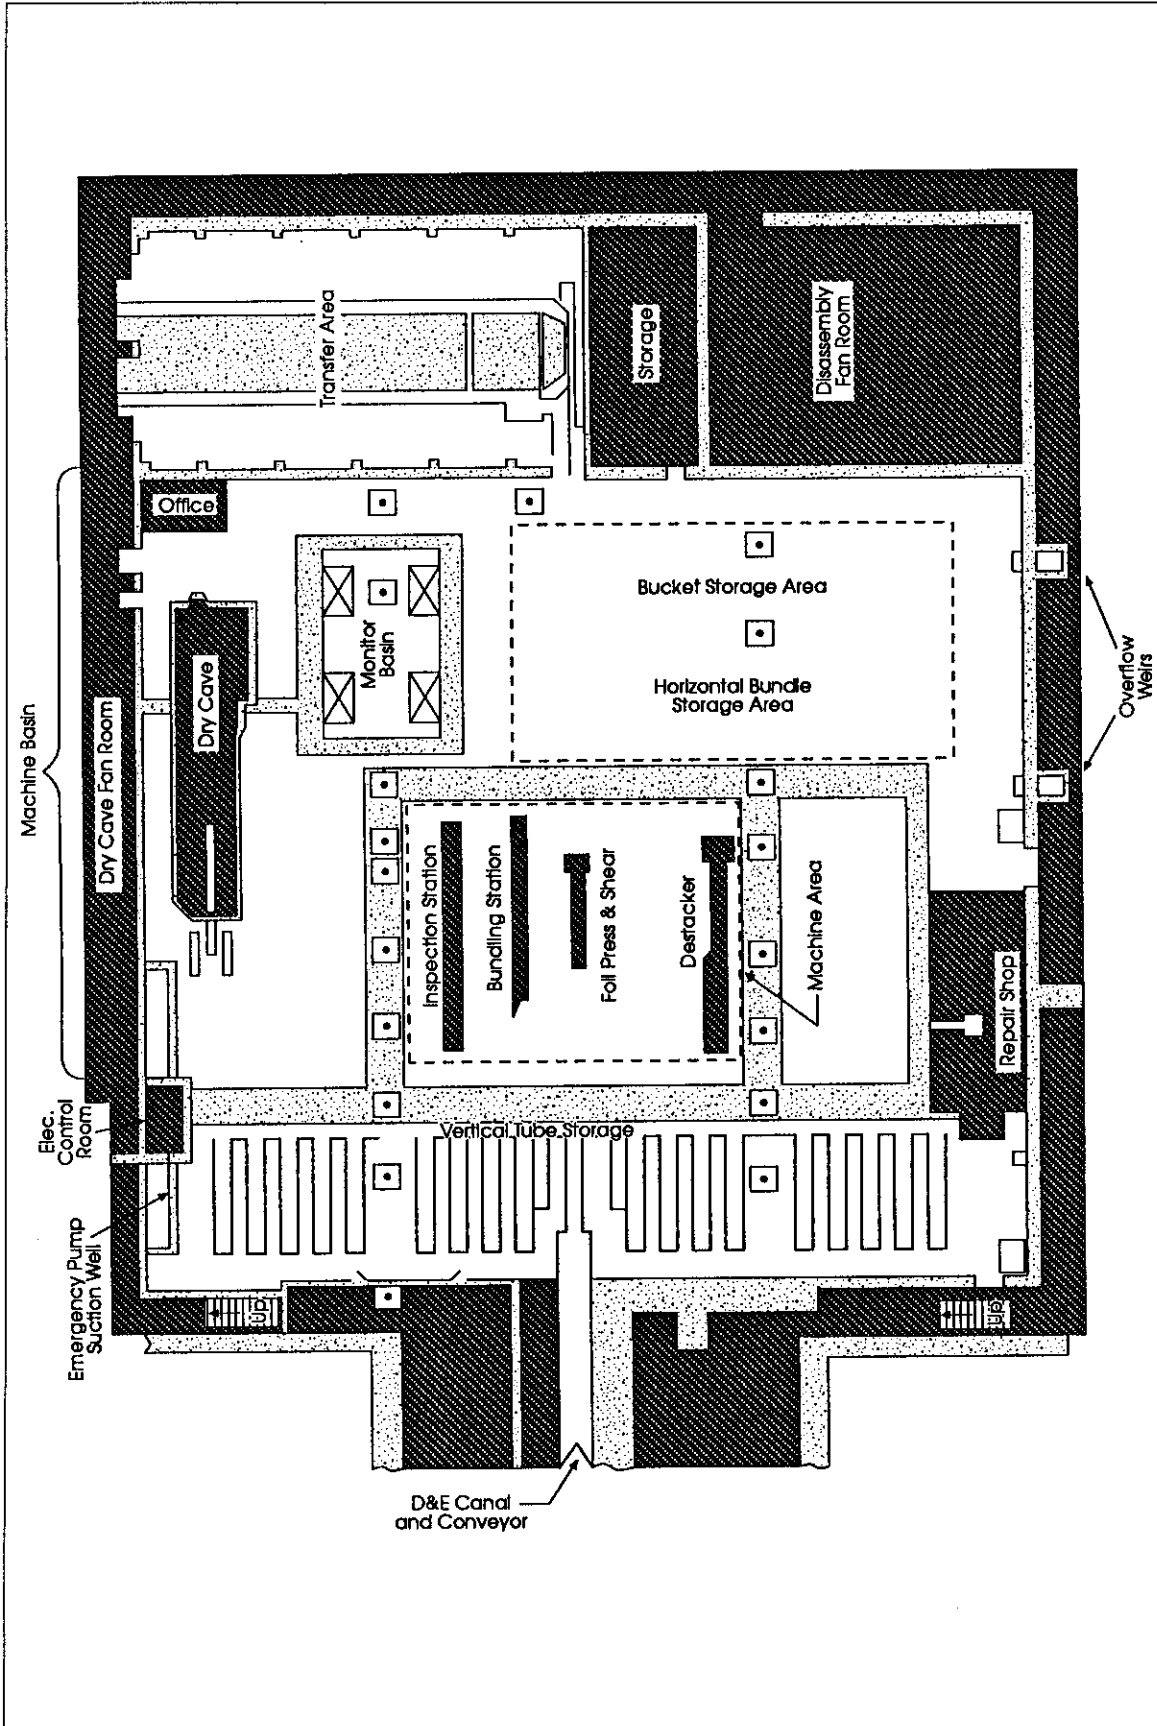 Machine Basin
Dry Cave Fan Room
Elec.
Control
Room
Emergency Pump
Suction Well
Office
Dry Cave
Transfer Area
Monitor
Basin
Storage
Disassembly
Fan Room
Bucket Storage Area
Horizontal Bundle
Storage Area
Overflow
Weirs
Inspection Station
Bundling Station
Foil Press & Shear
Destacker
Machine Area
Repair Shop
Vertical Tube Storage
Up
Up
D&E Canal
and Conveyor